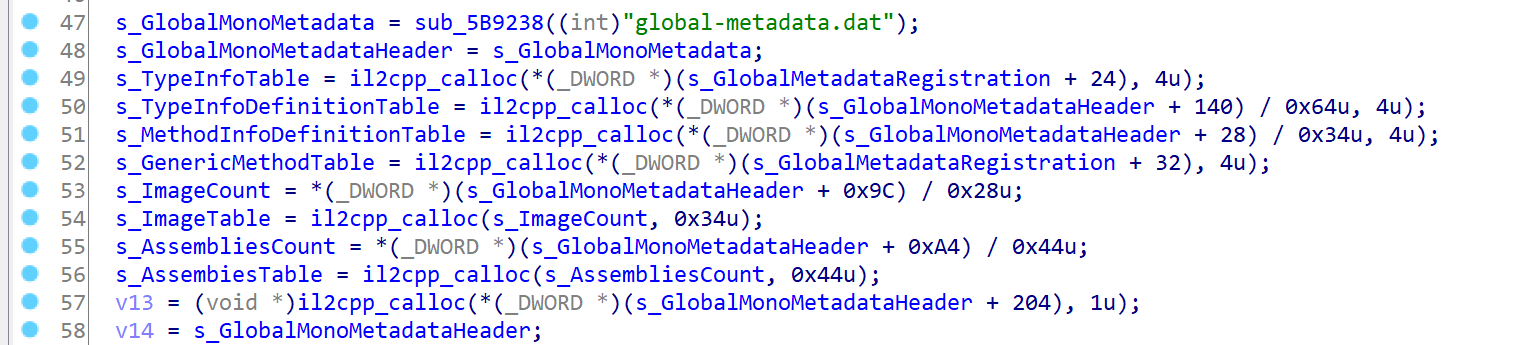 47 s_GlobalMonoMetadata = sub_5B9238((int)"global-metadata.dat");
48 s_GlobalMonoMetadataHeader = s_GlobalMonoMetadata;
49 s_TypeInfoTable = il2cpp_calloc(*(_DWORD *)(s_GlobalMetadataRegistration + 24), 4u);
50 s_TypeInfoDefinitionTable = il2cpp_calloc(*(_DWORD *)(s_GlobalMonoMetadataHeader + 140) / 0x64u, 4u);
51 s_MethodInfoDefinitionTable = il2cpp_calloc(*(_DWORD *)(s_GlobalMonoMetadataHeader + 28) / 0x34u, 4u);
52 s_GenericMethodTable = il2cpp_calloc(*(_DWORD *)(s_GlobalMetadataRegistration + 32), 4u);
53 s_ImageCount = *(_DWORD *)(s_GlobalMonoMetadataHeader + 0x9C) / 0x28u;
54 s_ImageTable = il2cpp_calloc(s_ImageCount, 0x34u);
55 s_AssembliesCount = *(_DWORD *)(s_GlobalMonoMetadataHeader + 0xA4) / 0x44u;
56 s_AssembiesTable = il2cpp_calloc(s_AssembliesCount, 0x44u);
57 v13 = (void *)il2cpp_calloc(*(_DWORD *)(s_GlobalMonoMetadataHeader + 204), 1u);
58 v14 = s_GlobalMonoMetadataHeader;